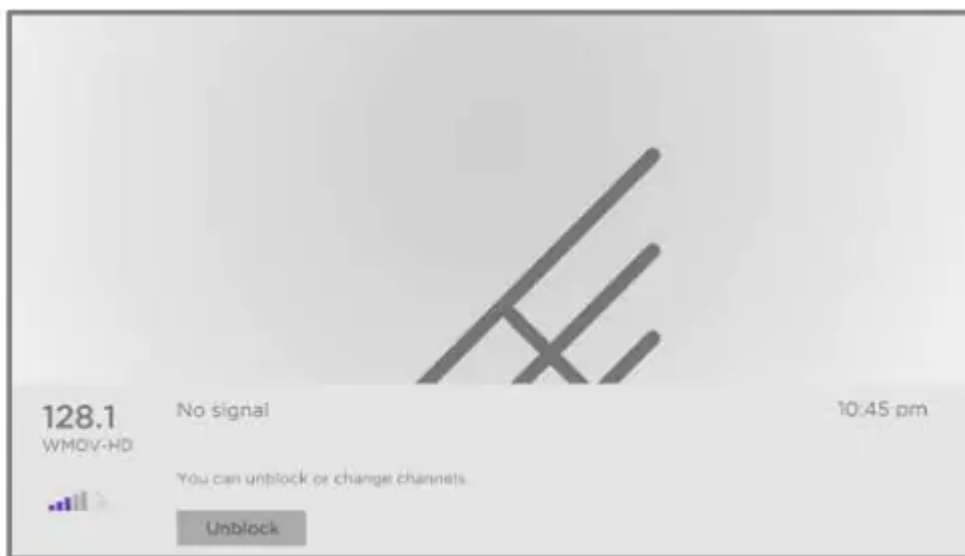 128.1
WMOV-HD
No signal
10:45 pm
You can unblock or change channels.
Unblock